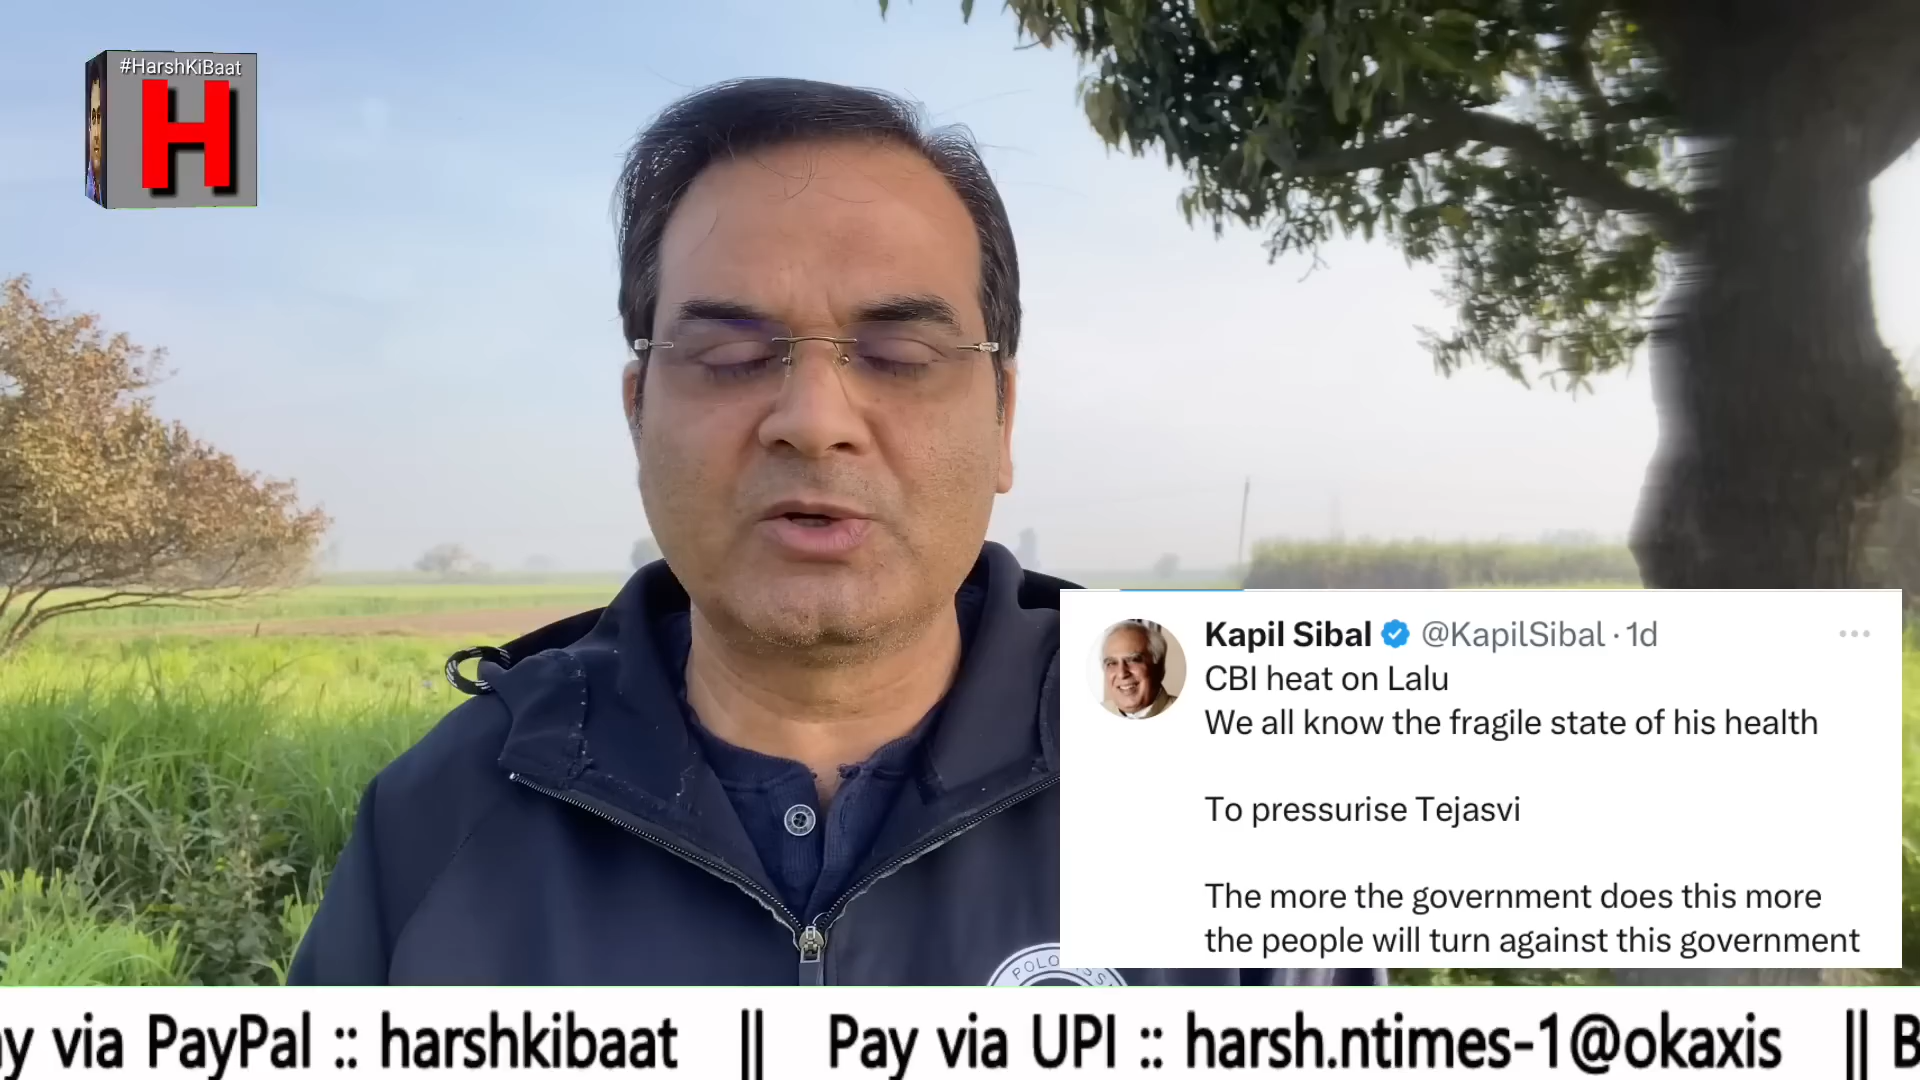 #HarshKiBaat
H
Kapil Sibal @KapilSibal · 1d
CBI heat on Lalu
We all know the fragile state of his health
To pressurise Tejasvi
The more the government does this more
the people will turn against this government
POLO ASS
y via PayPal :: harshkibaat || Pay via UPI :: harsh.ntimes-1@okaxis || B